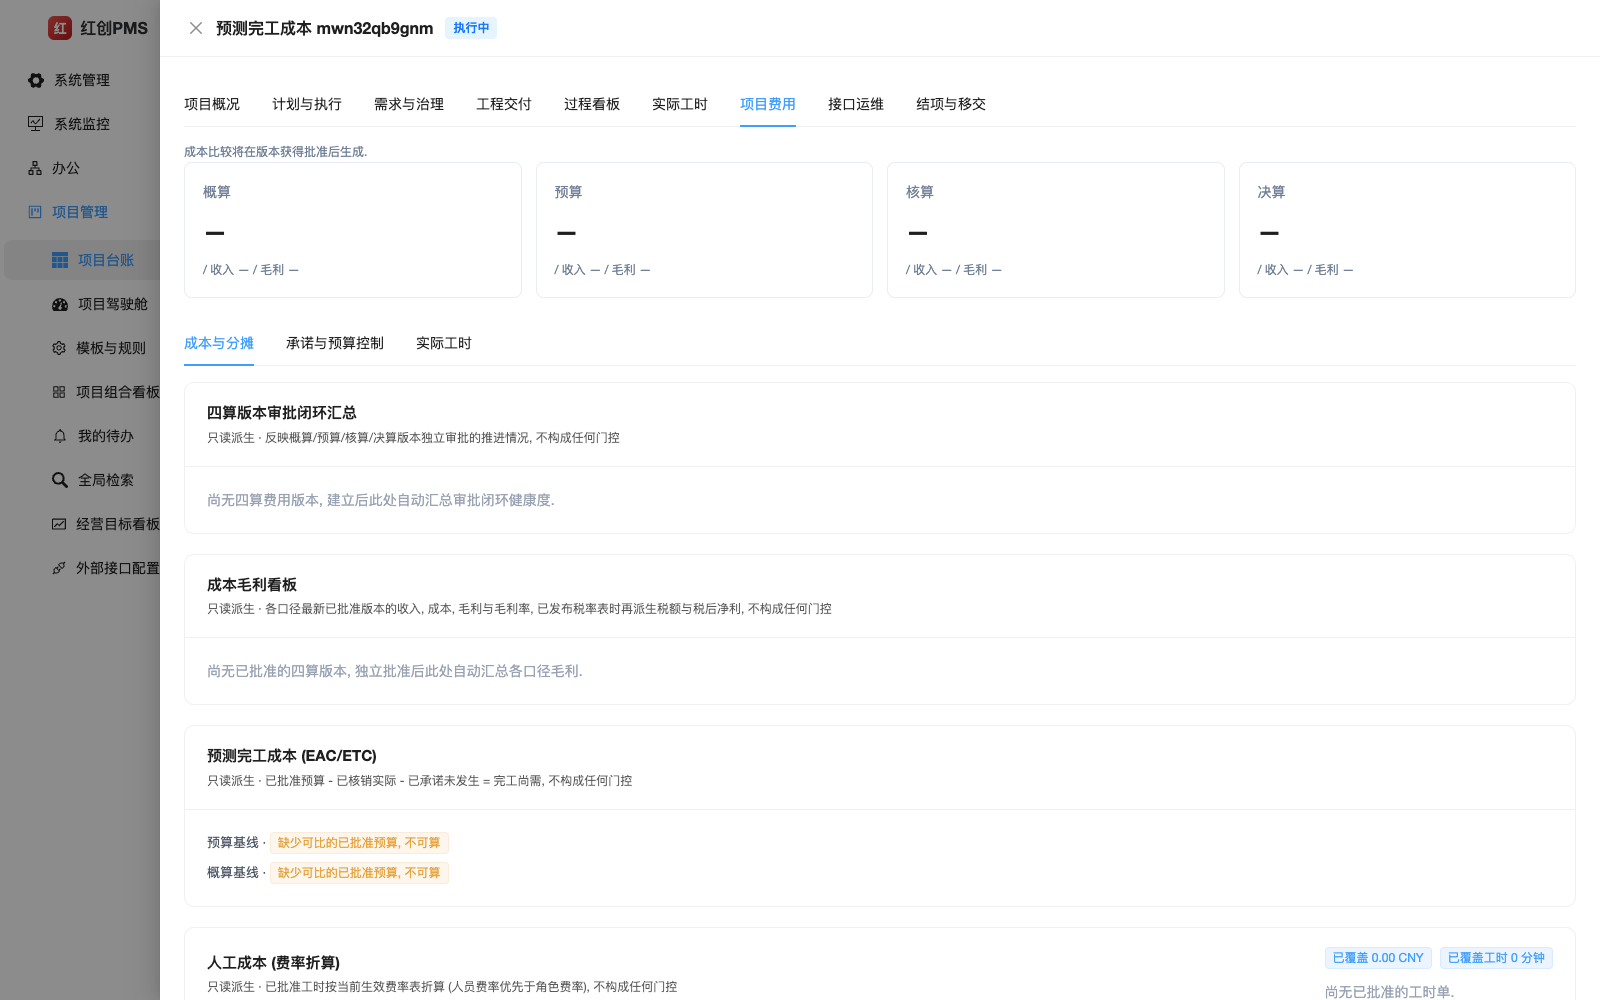 红 红创PMS
系统管理
系统监控
办公
项目管理
项目台账
项目驾驶舱
模板与规则
项目组合看板
我的待办
全局检索
经营目标看板
外部接口配置
预测完工成本 mwn32qb9gnm 执行中
项目概况 计划与执行 需求与治理 工程交付 过程看板 实际工时 项目费用 接口运维 结项与移交
成本比较将在版本获得批准后生成.
概算
—
/ 收入 — / 毛利 —
预算
—
/ 收入 — / 毛利 —
核算
—
/ 收入 — / 毛利 —
决算
—
/ 收入 — / 毛利 —
成本与分摊 承诺与预算控制 实际工时
四算版本审批闭环汇总
只读派生 · 反映概算/预算/核算/决算版本独立审批的推进情况, 不构成任何门控
尚无四算费用版本, 建立后此处自动汇总审批闭环健康度.
成本毛利看板
只读派生 · 各口径最新已批准版本的收入, 成本, 毛利与毛利率, 已发布税率表时再派生税额与税后净利, 不构成任何门控
尚无已批准的四算版本, 独立批准后此处自动汇总各口径毛利.
预测完工成本 (EAC/ETC)
只读派生 · 已批准预算 - 已核销实际 - 已承诺未发生 = 完工尚需, 不构成任何门控
预算基线 · 缺少可比的已批准预算, 不可算
概算基线 · 缺少可比的已批准预算, 不可算
人工成本 (费率折算)
只读派生 · 已批准工时按当前生效费率表折算 (人员费率优先于角色费率), 不构成任何门控
已覆盖 0.00 CNY 已覆盖工时 0 分钟
尚无已批准的工时单.